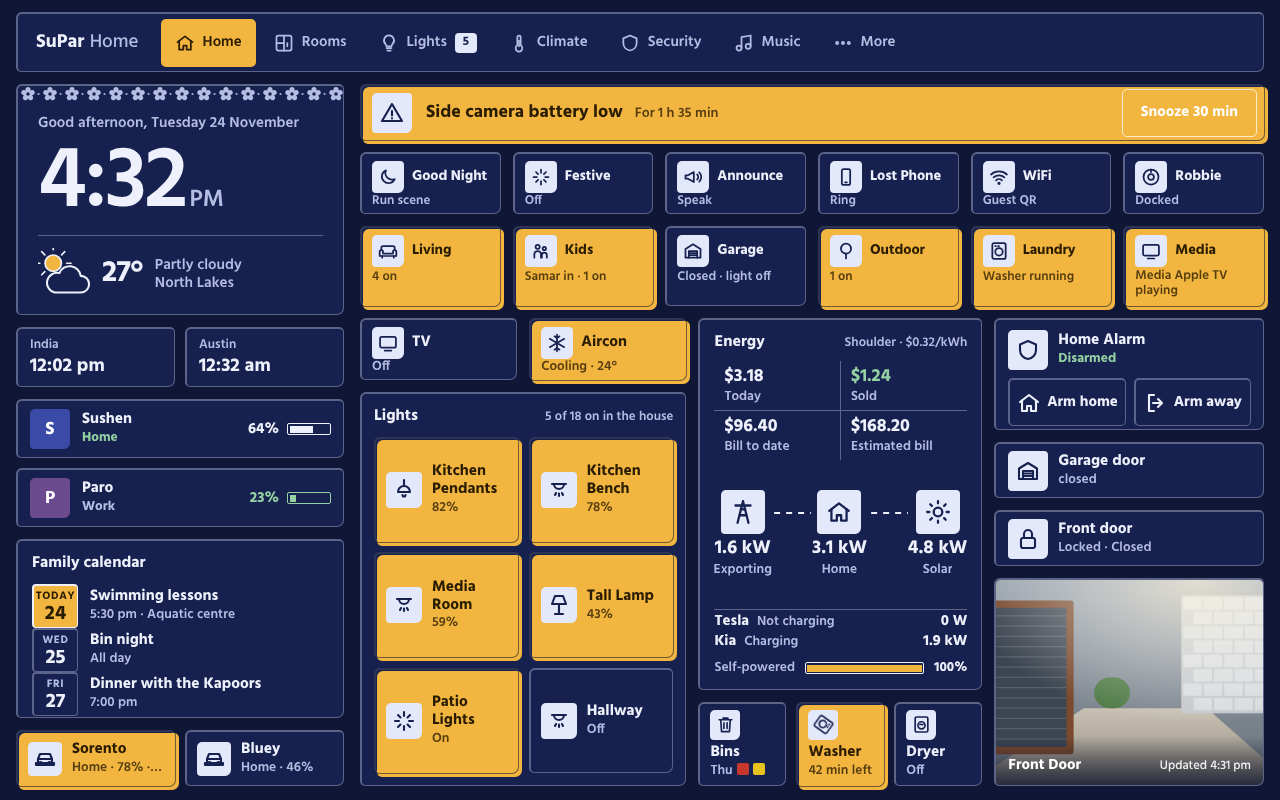 SuPar Home
Home
Rooms
Lights 5
Climate
Security
Music
More
Good afternoon, Tuesday 24 November
4:32 PM
27° Partly cloudy
North Lakes
India
12:02 pm
Austin
12:32 am
S Sushen
Home
64%
P Paro
Work
23%
Family calendar
TODAY
24
Swimming lessons
5:30 pm · Aquatic centre
WED
25
Bin night
All day
FRI
27
Dinner with the Kapoors
7:00 pm
Sorento
Home · 78% ·...
Bluey
Home · 46%
Side camera battery low For 1 h 35 min
Snooze 30 min
Good Night
Run scene
Festive
Off
Announce
Speak
Lost Phone
Ring
WiFi
Guest QR
Robbie
Docked
Living
4 on
Kids
Samar in · 1 on
Garage
Closed · light off
Outdoor
1 on
Laundry
Washer running
Media
Media Apple TV
playing
TV
Off
Aircon
Cooling · 24°
Lights 5 of 18 on in the house
Kitchen
Pendants
82%
Kitchen
Bench
78%
Media
Room
59%
Tall Lamp
43%
Patio
Lights
On
Hallway
Off
Energy Shoulder · $0.32/kWh
$3.18
Today
$1.24
Sold
$96.40
Bill to date
$168.20
Estimated bill
1.6 kW
Exporting
3.1 kW
Home
4.8 kW
Solar
Tesla Not charging 0 W
Kia Charging 1.9 kW
Self-powered 100%
Bins
Thu
Washer
42 min left
Dryer
Off
Home Alarm
Disarmed
Arm home
Arm away
Garage door
closed
Front door
Locked · Closed
Front Door Updated 4:31 pm